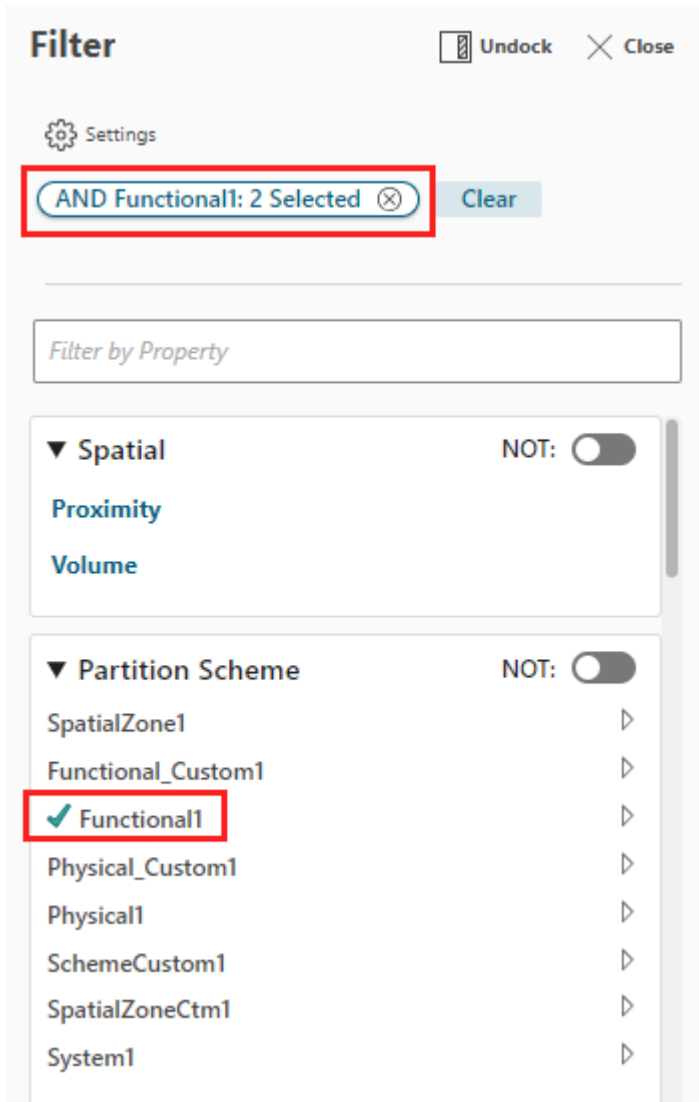 Filter Undock Close
Settings
AND Functional1: 2 Selected Clear
Filter by Property
Spatial NOT:
Proximity
Volume
Partition Scheme NOT:
SpatialZone1
Functional_Custom1
Functional1
Physical_Custom1
Physical1
SchemeCustom1
SpatialZoneCtm1
System1